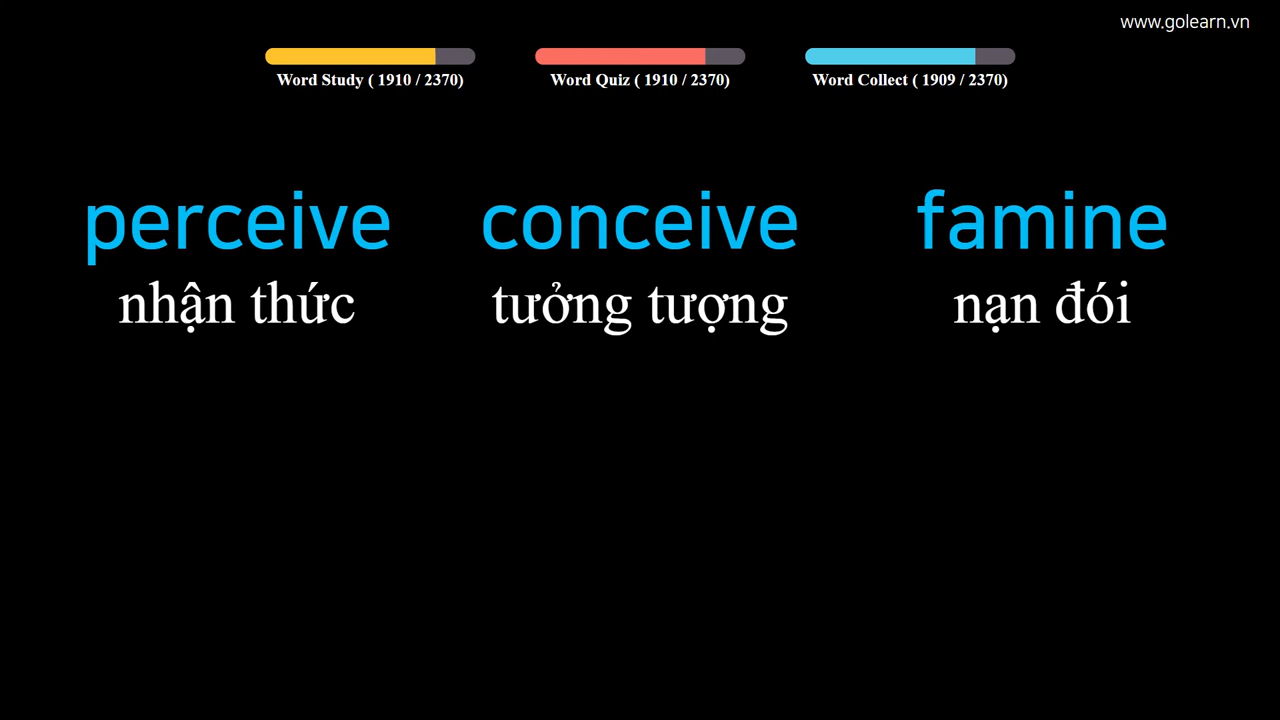 www.golearn.vn
Word Study ( 1910 / 2370)
Word Quiz ( 1910 / 2370)
Word Collect ( 1909 / 2370)
perceive
nhận thức
conceive
tưởng tượng
famine
nạn đói